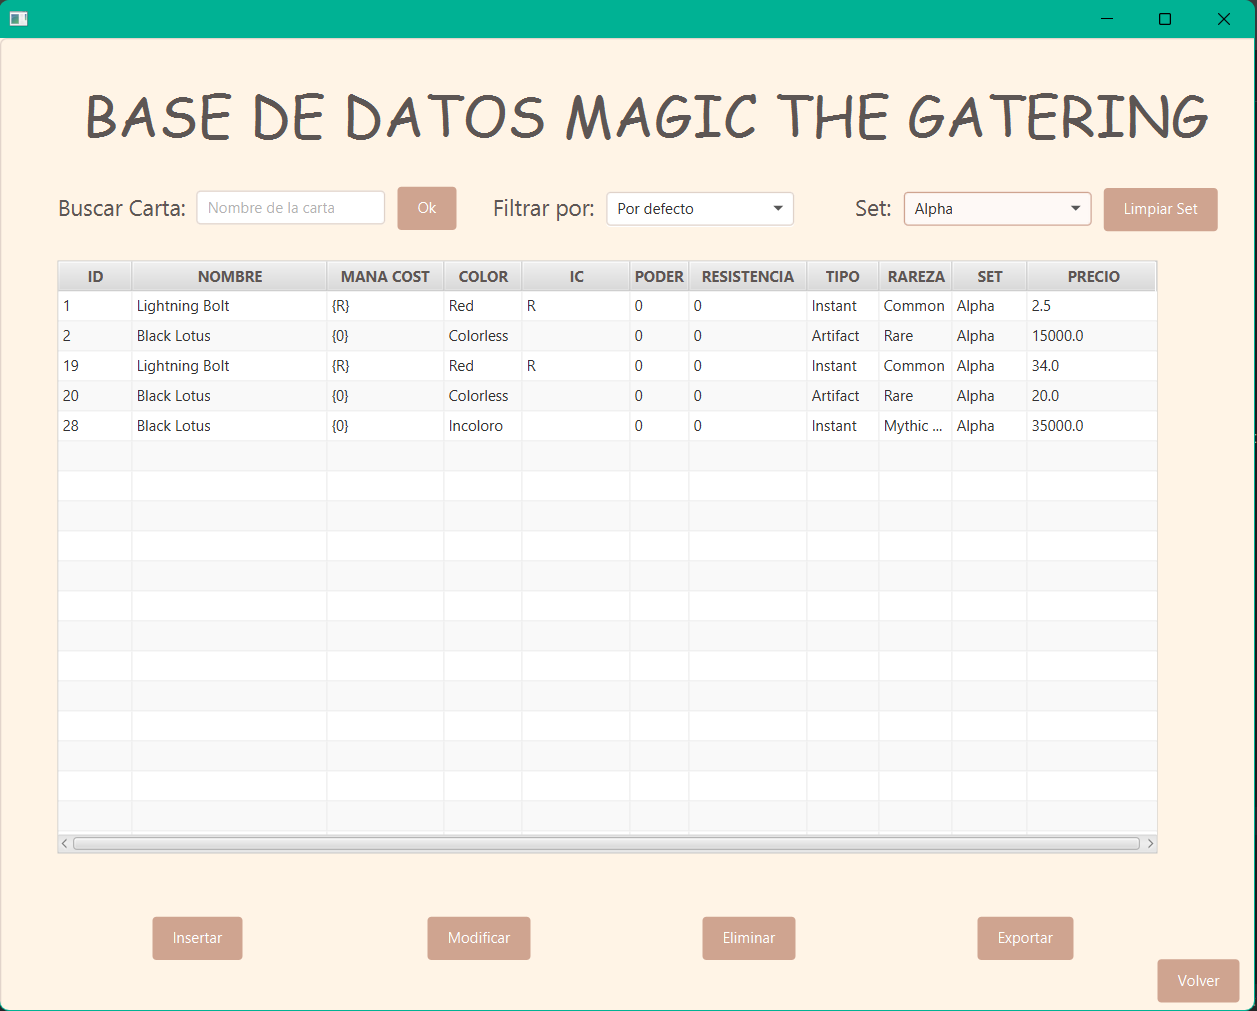 BASE DE DATOS MAGIC THE GATERING
Buscar Carta: Nombre de la carta Ok Filtrar por: Por defecto Set: Alpha Limpiar Set
ID NOMBRE MANA COST COLOR IC PODER RESISTENCIA TIPO RAREZA SET PRECIO
1 Lightning Bolt {R} Red R 0 0 Instant Common Alpha 2.5
2 Black Lotus {0} Colorless 0 0 Artifact Rare Alpha 15000.0
19 Lightning Bolt {R} Red R 0 0 Instant Common Alpha 34.0
20 Black Lotus {0} Colorless 0 0 Artifact Rare Alpha 20.0
28 Black Lotus {0} Incoloro 0 0 Instant Mythic ... Alpha 35000.0
Insertar Modificar Eliminar Exportar
Volver